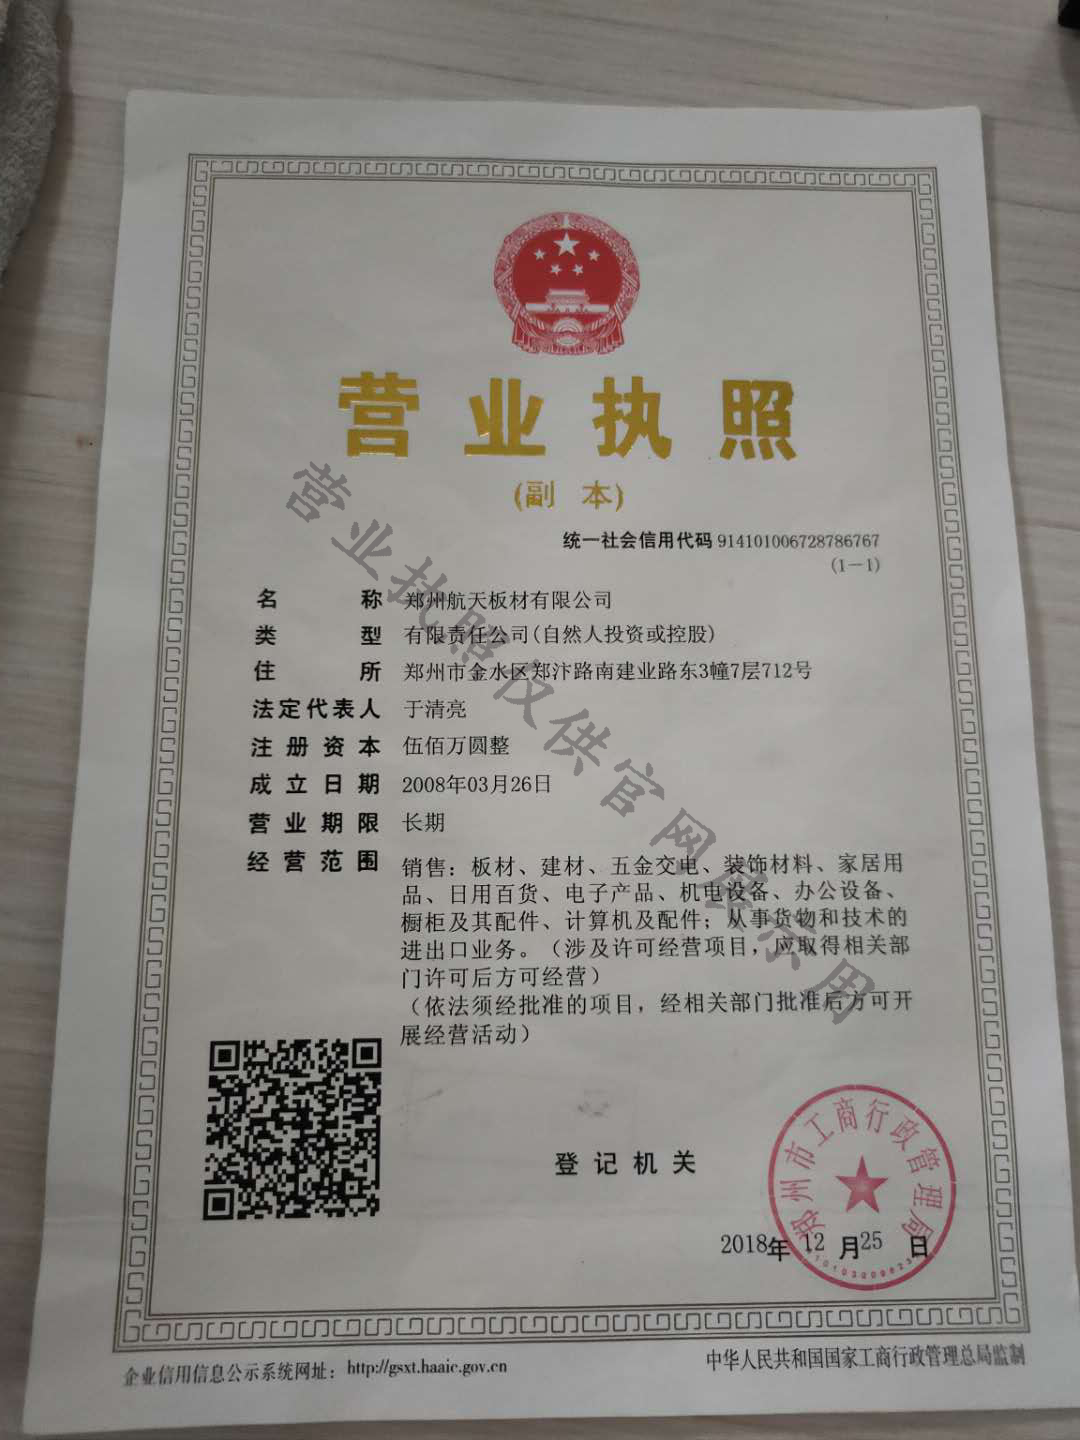 营业执照
(副 本)
统一社会信用代码 914101006728786767
(1-1)
名 称 郑州航天板材有限公司
类 型 有限责任公司(自然人投资或控股)
住 所 郑州市金水区郑汴路南建业路东3幢7层712号
法定代表人 于清亮
注册资本 伍佰万圆整
成立日期 2008年03月26日
营业期限 长期
经营范围 销售：板材、建材、五金交电、装饰材料、家居用
品、日用百货、电子产品、机电设备、办公设备、
橱柜及其配件、计算机及配件；从事货物和技术的
进出口业务。（涉及许可经营项目，应取得相关部
门许可后方可经营）
（依法须经批准的项目，经相关部门批准后方可开
展经营活动）
营业执照仅供官网展示用
登记机关
郑州市工商行政管理局
2018年 12 月 25 日
企业信用信息公示系统网址：http://gsxt.haaic.gov.cn
中华人民共和国国家工商行政管理总局监制